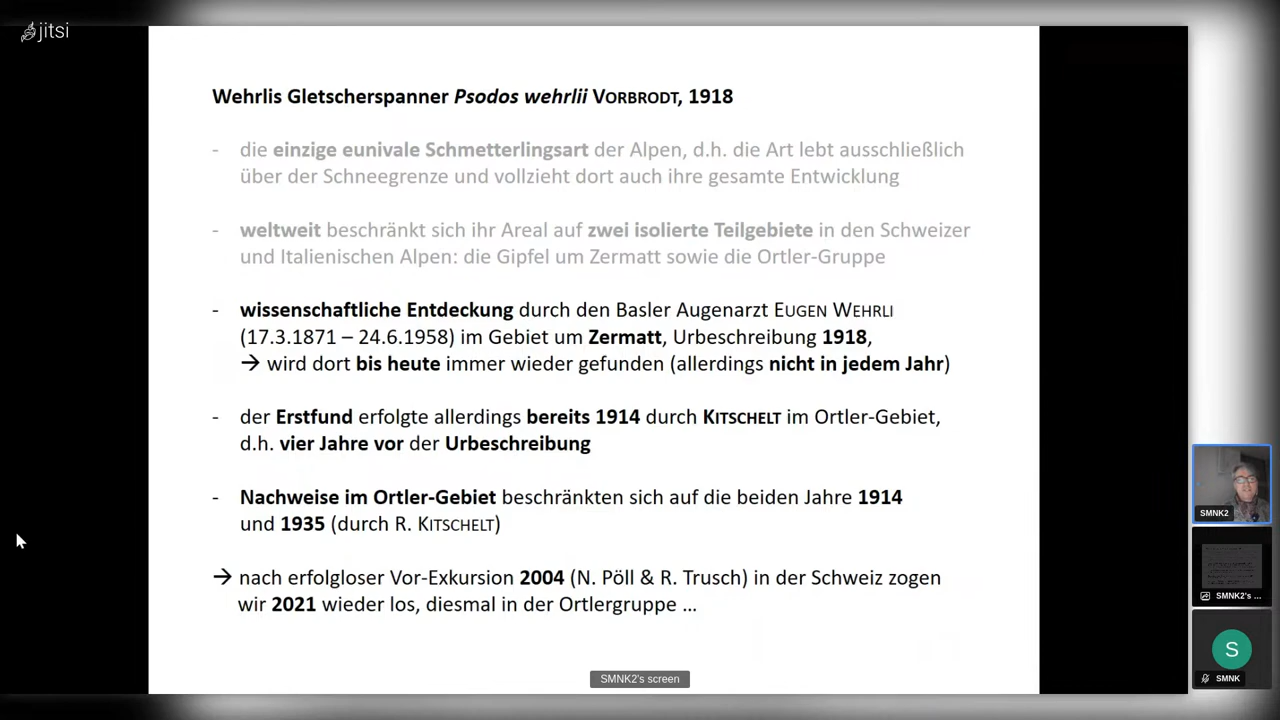 jitsi
Wehrlis Gletscherspanner Psodos wehrlii VORBRODT, 1918
- die einzige eunivale Schmetterlingsart der Alpen, d.h. die Art lebt ausschließlich
über der Schneegrenze und vollzieht dort auch ihre gesamte Entwicklung
- weltweit beschränkt sich ihr Areal auf zwei isolierte Teilgebiete in den Schweizer
und Italienischen Alpen: die Gipfel um Zermatt sowie die Ortler-Gruppe
- wissenschaftliche Entdeckung durch den Basler Augenarzt EUGEN WEHRLI
(17.3.1871 – 24.6.1958) im Gebiet um Zermatt, Urbeschreibung 1918,
→ wird dort bis heute immer wieder gefunden (allerdings nicht in jedem Jahr)
- der Erstfund erfolgte allerdings bereits 1914 durch KITSCHELT im Ortler-Gebiet,
d.h. vier Jahre vor der Urbeschreibung
- Nachweise im Ortler-Gebiet beschränkten sich auf die beiden Jahre 1914
und 1935 (durch R. KITSCHELT)
→ nach erfolgloser Vor-Exkursion 2004 (N. Pöll & R. Trusch) in der Schweiz zogen
wir 2021 wieder los, diesmal in der Ortlergruppe ...
SMNK2's screen
SMNK2
SMNK2's ...
S
SMNK